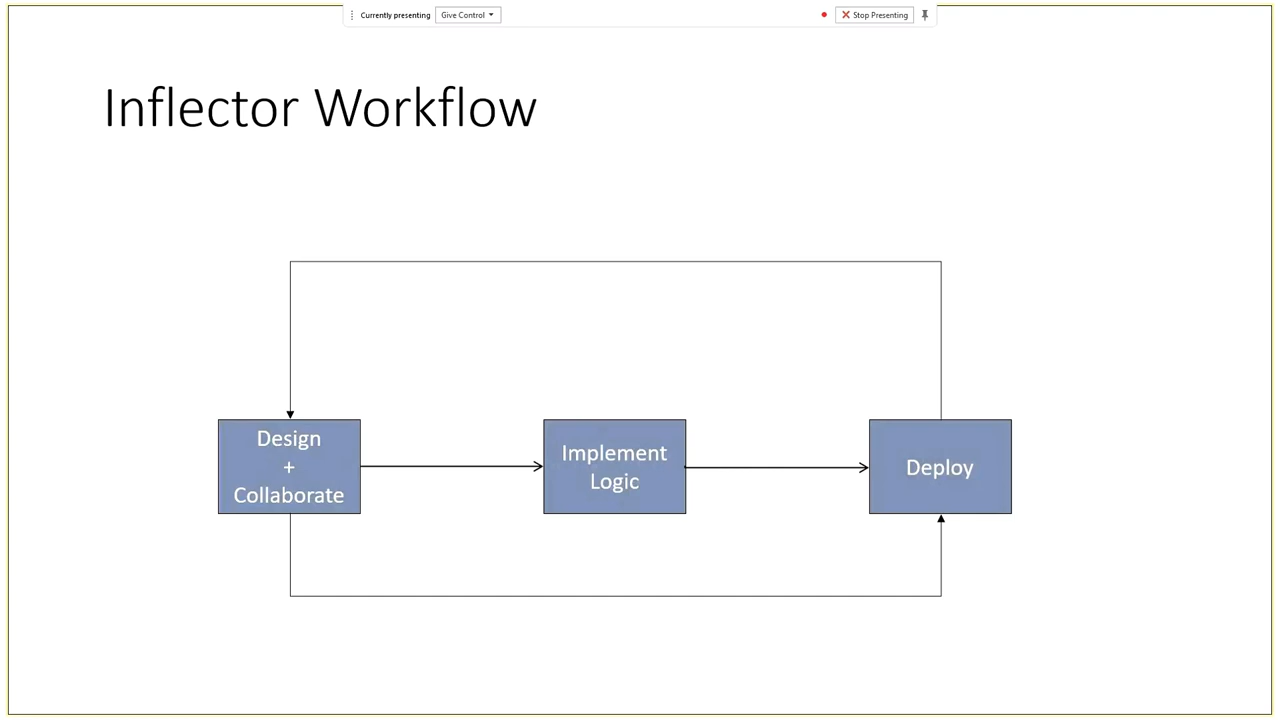 Currently presenting
Give Control
Stop Presenting
Inflector Workflow
Design
+
Collaborate
Implement
Logic
Deploy